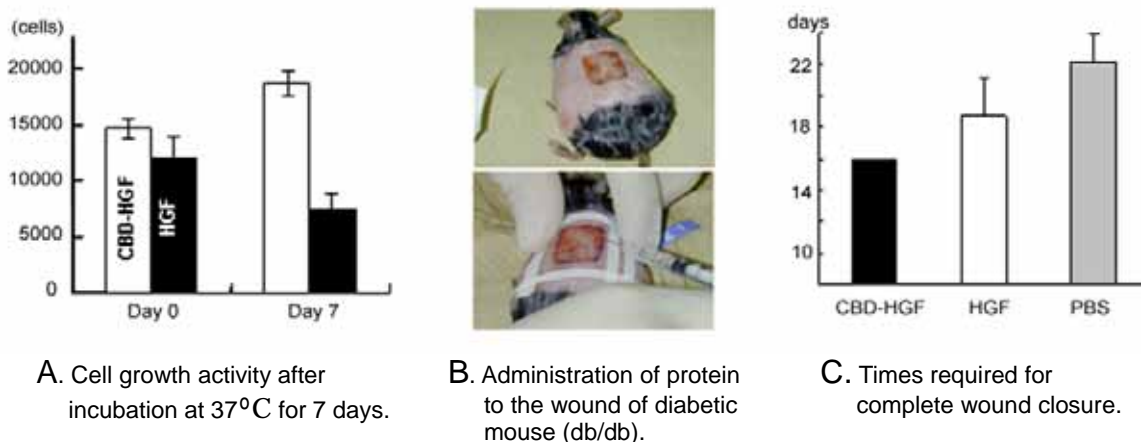 (cells)
20000
15000
10000
5000
0
CBD-HGF
HGF
Day 0
Day 7
days
22
18
14
10
CBD-HGF
HGF
PBS
A. Cell growth activity after
incubation at 37⁰C for 7 days.
B. Administration of protein
to the wound of diabetic
mouse (db/db).
C. Times required for
complete wound closure.